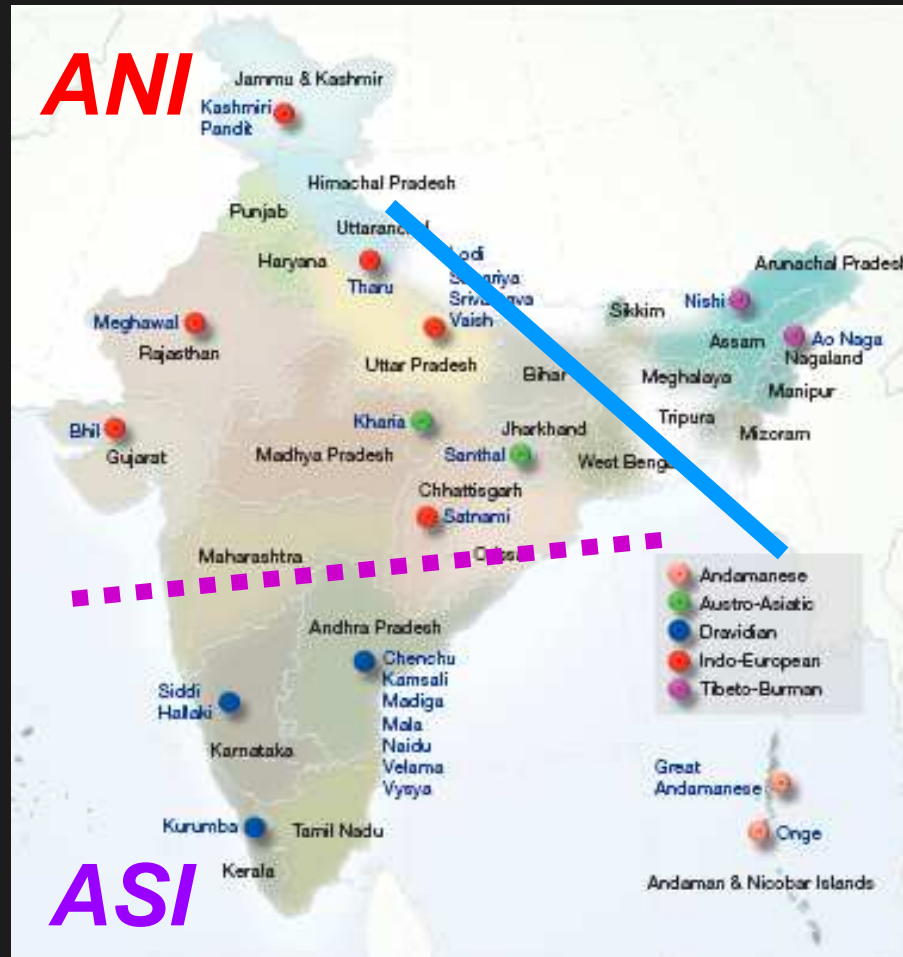 ANI
Jammu & Kashmir
Kashmiri
Pandit
Himachal Pradesh
Punjab
Haryana
Tharu
Lodi
Vaish
Arunachal Pradesh
Nishi
Sikkim
Assam
Ao Naga
Nagaland
Meghawal
Rajasthan
Uttar Pradesh
Bihar
Meghalaya
Manipur
Tripura
Mizoram
Bhil
Gujarat
Kharia
Madhya Pradesh
Jharkhand
Santhal
West Bengal
Chhattisgarh
Satnami
Maharashtra
Andhra Pradesh
Chenchu
Kamsali
Madiga
Mala
Naidu
Velama
Vysya
Siddi
Hallaki
Karnataka
Kurumba
Tamil Nadu
Kerala
ASI
Andamanese
Austro-Asiatic
Dravidian
Indo-European
Tibeto-Burman
Great
Andamanese
Onge
Andaman & Nicobar Islands